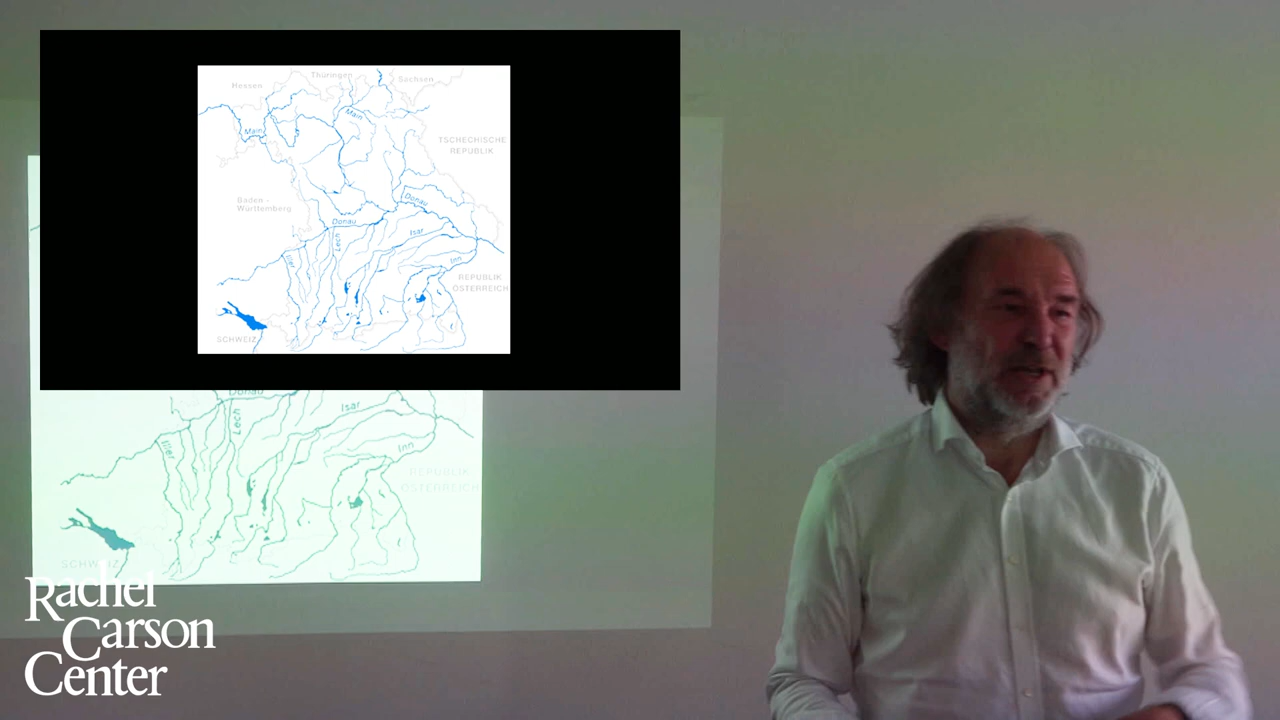 Thüringen
Sachsen
Hessen
Main
Main
TSCHECHISCHE
REPUBLIK
Baden -
Württemberg
Donau
Donau
Lech
Isar
Iller
Inn
REPUBLIK
ÖSTERREICH
SCHWEIZ
Donau
Lech
Isar
Iller
Inn
REPUBLIK
ÖSTERREICH
SCHWEIZ
Rachel
Carson
Center